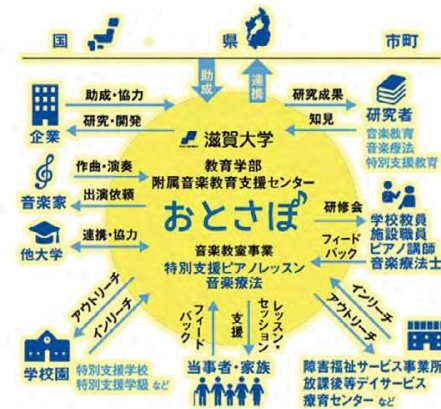 国
県
市町
助成
連携
助成・協力
研究・開発
企業
研究成果
知見
研究者
音楽教育
音楽療法
特別支援教育
滋賀大学
教育学部
附属音楽教育支援センター
おとさぽ
作曲・演奏
出演依頼
音楽家
連携・協力
他大学
研修会
フィード
バック
学校教員
施設職員
ピアノ講師
音楽療法士
音楽教室事業
特別支援ピアノレッスン
音楽療法
アウトリーチ
インリーチ
学校園
特別支援学校
特別支援学級 など
フィード
バック
支援
レッスン・
セッション
当事者・家族
インリーチ
アウトリーチ
障害福祉サービス事業所
放課後等デイサービス
療育センター など